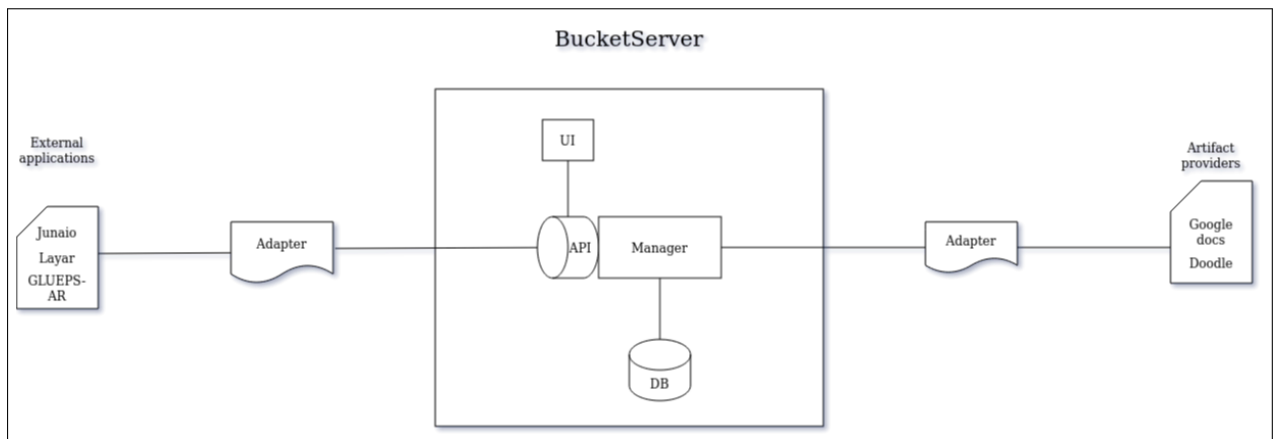 BucketServer
External
applications
Junaio
Layar
GLUEPS-
AR
Adapter
UI
API
Manager
DB
Adapter
Artifact
providers
Google
docs
Doodle